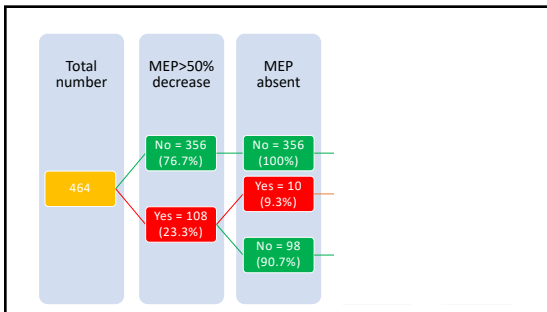 Total
number
MEP>50%
decrease
MEP
absent
464
No = 356
(76.7%)
Yes = 108
(23.3%)
No = 356
(100%)
Yes = 10
(9.3%)
No = 98
(90.7%)